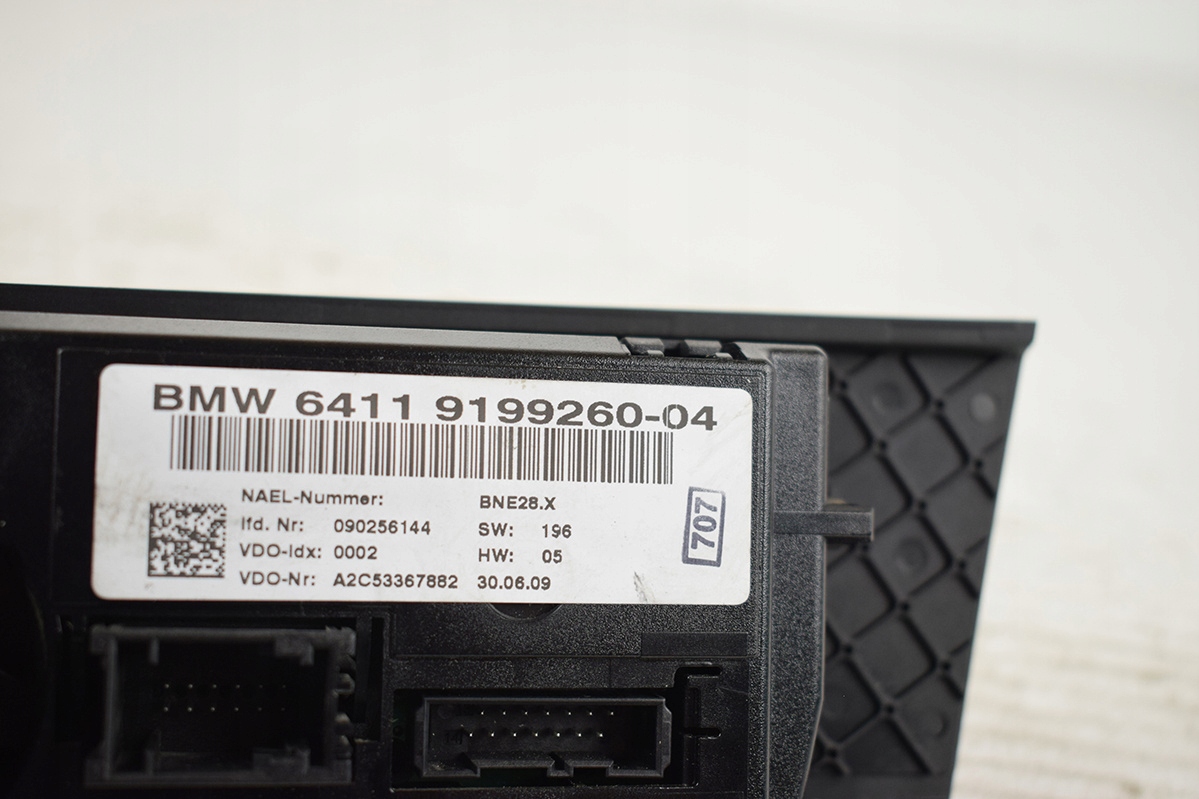 BMW 6411 9199260-04
NAEL-Nummer: BNE28.X
lfd. Nr: 090256144 SW: 196
VDO-Idx: 0002 HW: 05
VDO-Nr: A2C53367882 30.06.09
707